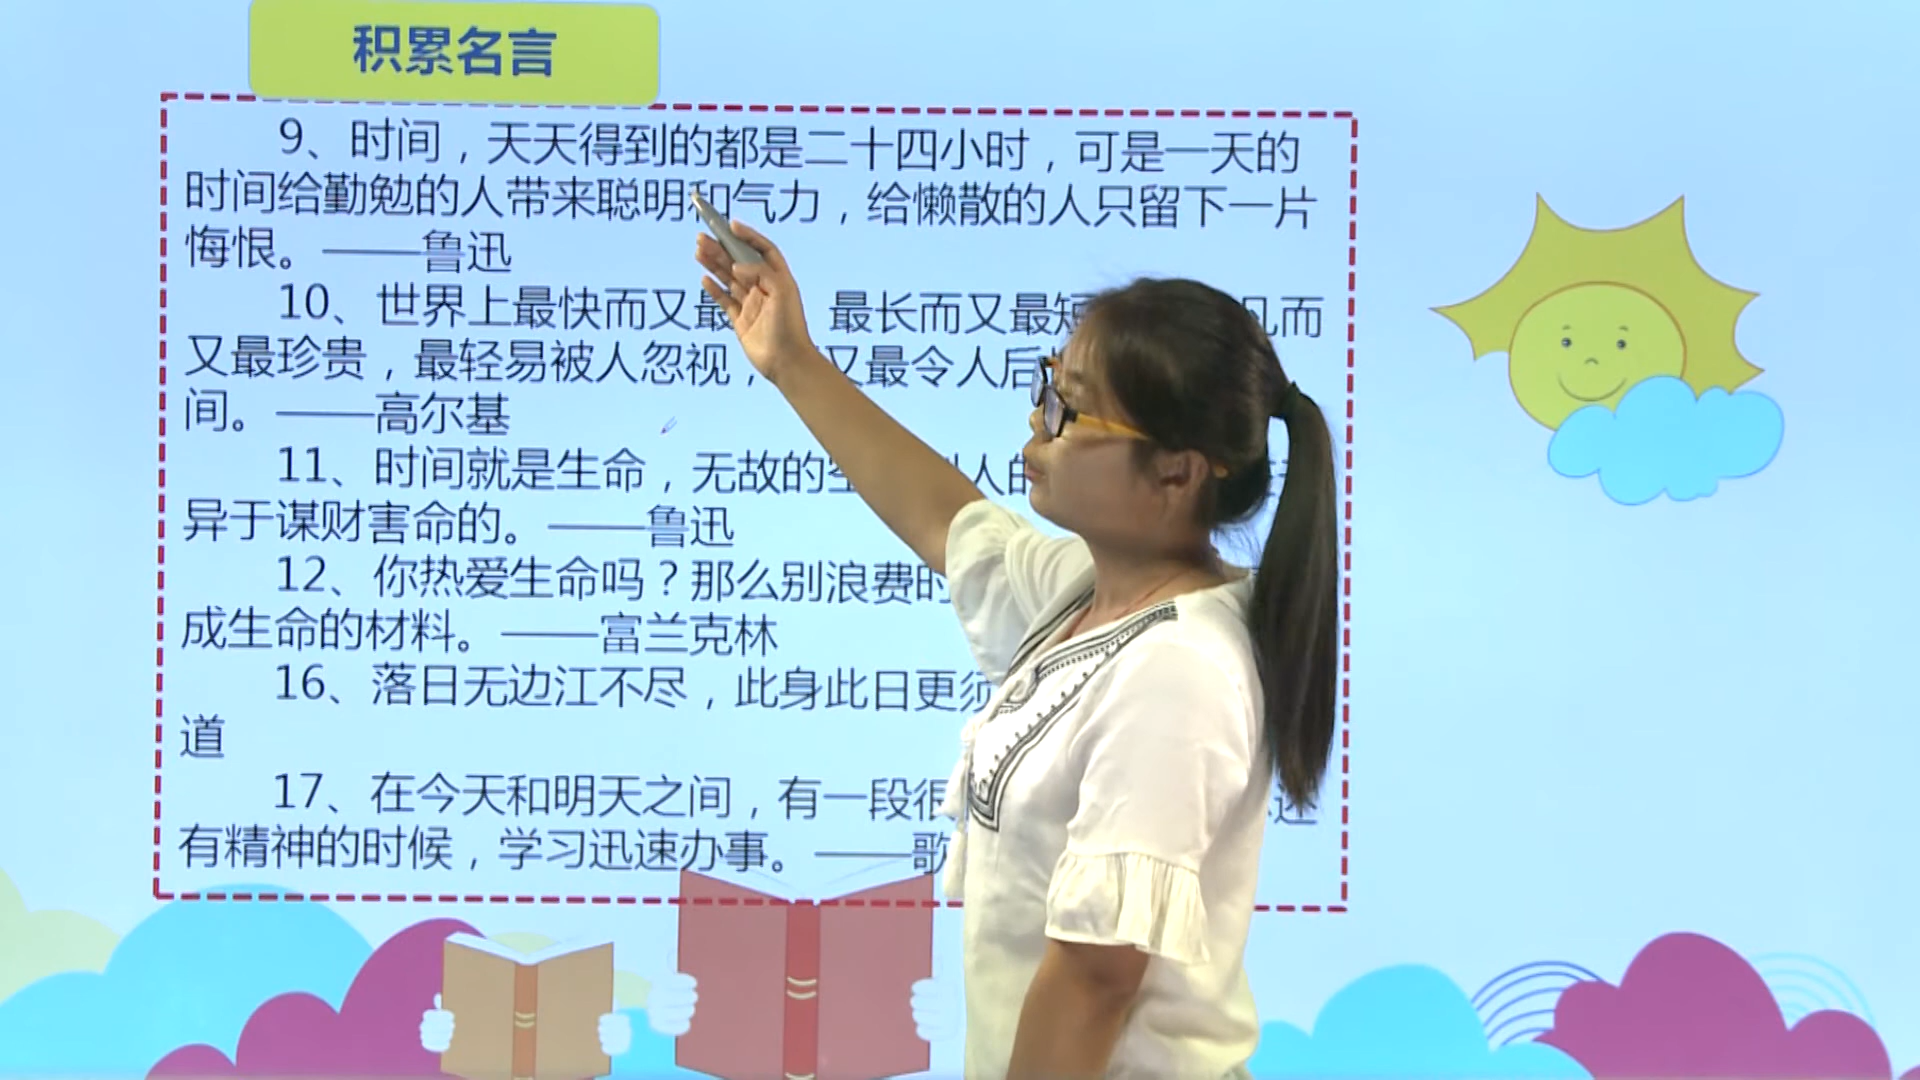 积累名言
9、时间，天天得到的都是二十四小时，可是一天的
时间给勤勉的人带来聪明和气力，给懒散的人只留下一片
悔恨。——鲁迅
10、世界上最快而又最 最长而又最短 凡而
又最珍贵，最轻易被人忽视， 又最令人后
间。——高尔基
11、时间就是生命，无故的空 人的
异于谋财害命的。——鲁迅
12、你热爱生命吗？那么别浪费时
成生命的材料。——富兰克林
16、落日无边江不尽，此身此日更须
道
17、在今天和明天之间，有一段很
有精神的时候，学习迅速办事。——歌